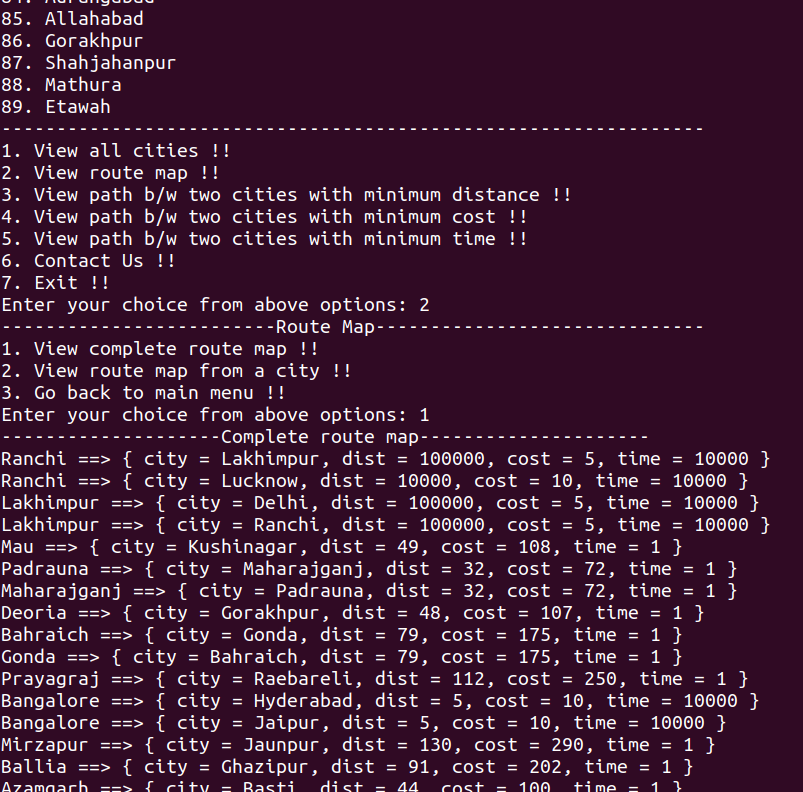 84. Aurangabad
85. Allahabad
86. Gorakhpur
87. Shahjahanpur
88. Mathura
89. Etawah
----------------------------------------------------------------
1. View all cities !!
2. View route map !!
3. View path b/w two cities with minimum distance !!
4. View path b/w two cities with minimum cost !!
5. View path b/w two cities with minimum time !!
6. Contact Us !!
7. Exit !!
Enter your choice from above options: 2
-------------------------Route Map------------------------------
1. View complete route map !!
2. View route map from a city !!
3. Go back to main menu !!
Enter your choice from above options: 1
--------------------Complete route map---------------------
Ranchi ==> { city = Lakhimpur, dist = 100000, cost = 5, time = 10000 }
Ranchi ==> { city = Lucknow, dist = 10000, cost = 10, time = 10000 }
Lakhimpur ==> { city = Delhi, dist = 100000, cost = 5, time = 10000 }
Lakhimpur ==> { city = Ranchi, dist = 100000, cost = 5, time = 10000 }
Mau ==> { city = Kushinagar, dist = 49, cost = 108, time = 1 }
Padrauna ==> { city = Maharajganj, dist = 32, cost = 72, time = 1 }
Maharajganj ==> { city = Padrauna, dist = 32, cost = 72, time = 1 }
Deoria ==> { city = Gorakhpur, dist = 48, cost = 107, time = 1 }
Bahraich ==> { city = Gonda, dist = 79, cost = 175, time = 1 }
Gonda ==> { city = Bahraich, dist = 79, cost = 175, time = 1 }
Prayagraj ==> { city = Raebareli, dist = 112, cost = 250, time = 1 }
Bangalore ==> { city = Hyderabad, dist = 5, cost = 10, time = 10000 }
Bangalore ==> { city = Jaipur, dist = 5, cost = 10, time = 10000 }
Mirzapur ==> { city = Jaunpur, dist = 130, cost = 290, time = 1 }
Ballia ==> { city = Ghazipur, dist = 91, cost = 202, time = 1 }
Azamgarh ==> { city = Basti, dist = 44, cost = 100, time = 1 }